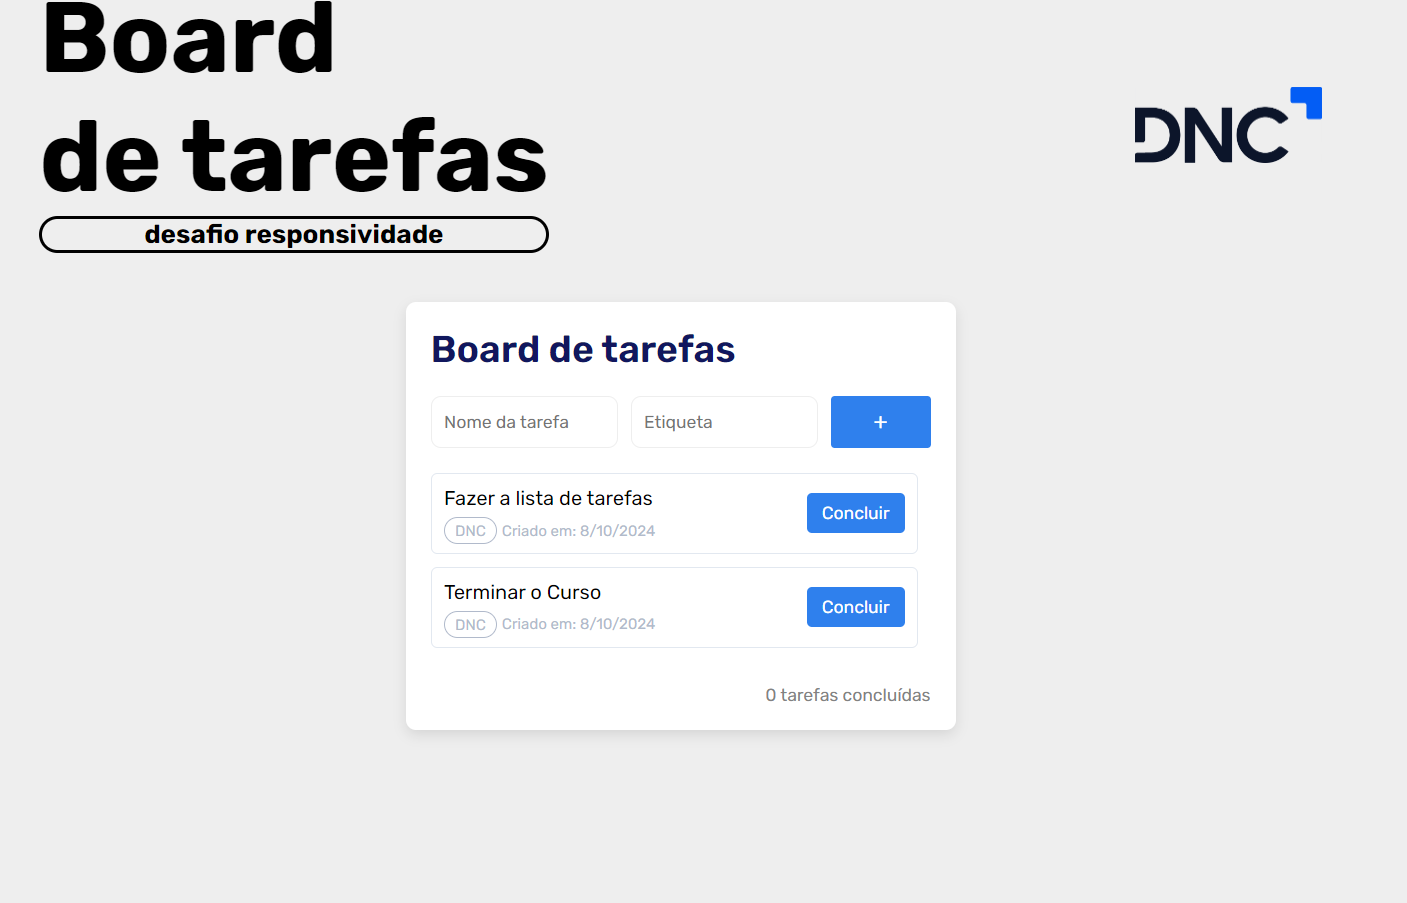 Board
de tarefas
desafio responsividade
DNC
Board de tarefas
Nome da tarefa
Etiqueta
+
Fazer a lista de tarefas
Concluir
DNC Criado em: 8/10/2024
Terminar o Curso
Concluir
DNC Criado em: 8/10/2024
0 tarefas concluídas